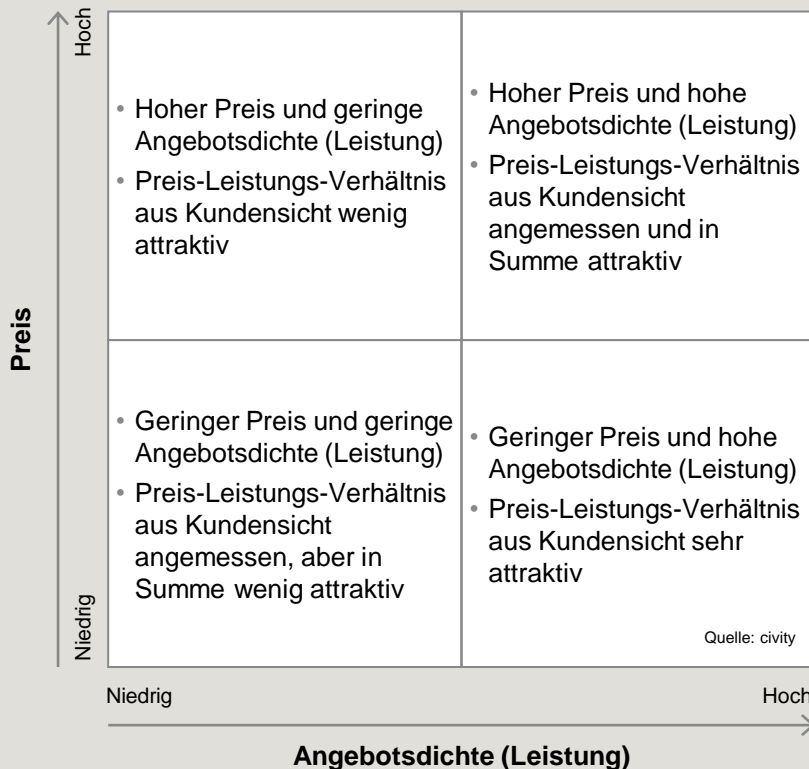 Hoch
Preis
Niedrig
• Hoher Preis und geringe
Angebotsdichte (Leistung)
• Preis-Leistungs-Verhältnis
aus Kundensicht wenig
attraktiv
• Hoher Preis und hohe
Angebotsdichte (Leistung)
• Preis-Leistungs-Verhältnis
aus Kundensicht
angemessen und in
Summe attraktiv
• Geringer Preis und geringe
Angebotsdichte (Leistung)
• Preis-Leistungs-Verhältnis
aus Kundensicht
angemessen, aber in
Summe wenig attraktiv
• Geringer Preis und hohe
Angebotsdichte (Leistung)
• Preis-Leistungs-Verhältnis
aus Kundensicht sehr
attraktiv
Quelle: civity
Niedrig
Hoch
Angebotsdichte (Leistung)